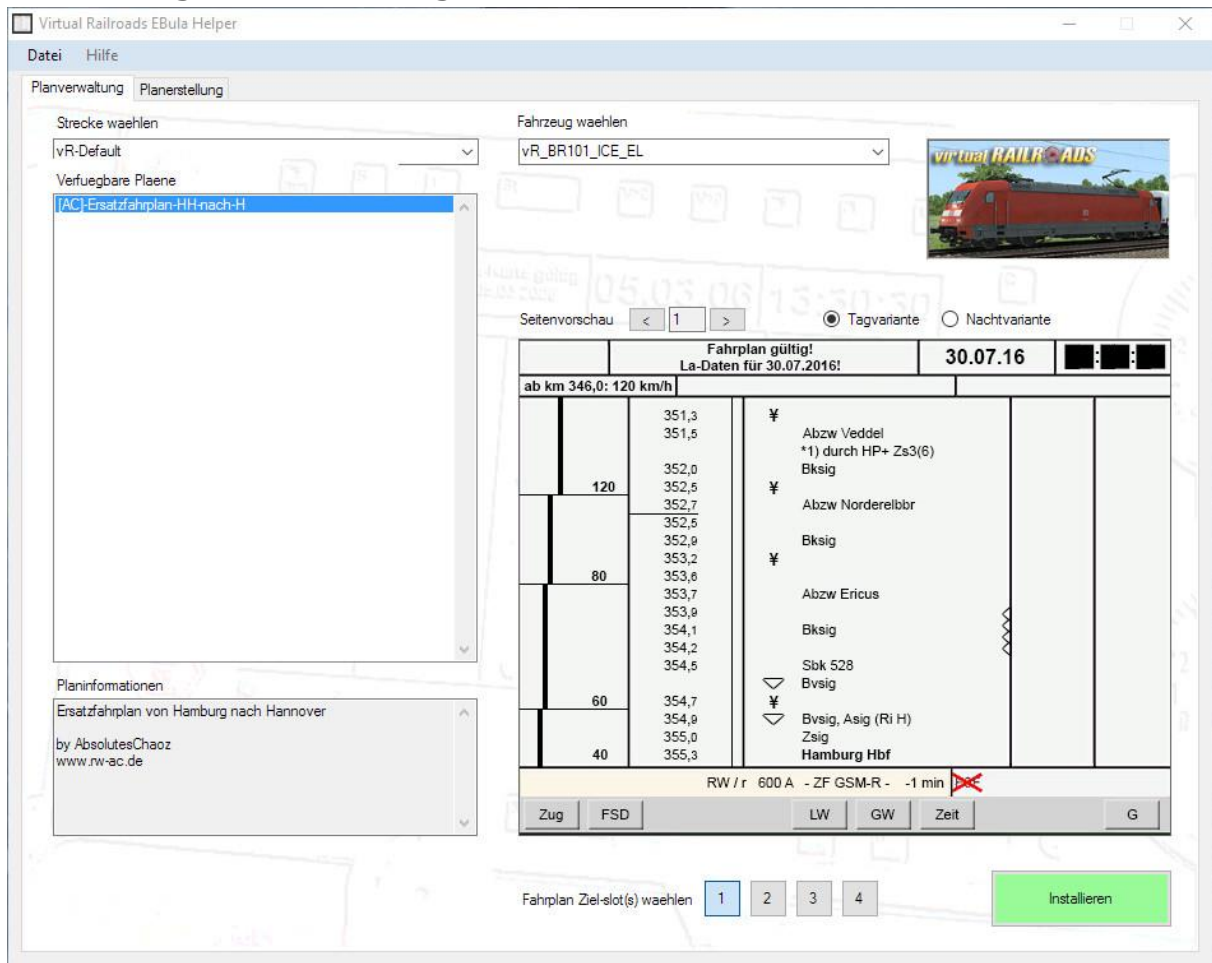 Virtual Railroads EBula Helper
Datei Hilfe
Planverwaltung Planerstellung
Strecke waehlen
vR-Default
Verfuegbare Plaene
[AC]-Ersatzfahrplan-HH-nach-H
Planinformationen
Ersatzfahrplan von Hamburg nach Hannover
by AbsolutesChaoz
www.rw-ac.de
Fahrzeug waehlen
vR_BR101_ICE_EL
virtual RAILROADS
Seitenvorschau < 1 > Tagvariante Nachtvariante
Fahrplan gültig!
La-Daten für 30.07.2016!
30.07.16
ab km 346,0: 120 km/h
351,3 ¥
351,5 Abzw Veddel
*1) durch HP+ Zs3(6)
352,0 Bksig
120 352,5 ¥
352,7 Abzw Norderelbbr
352,5
352,9 Bksig
353,2 ¥
80 353,6
353,7 Abzw Ericus
353,9
354,1 Bksig
354,2
354,5 Sbk 528
Bvsig
60 354,7 ¥
354,9 Bvsig, Asig (Ri H)
355,0 Zsig
40 355,3 Hamburg Hbf
RW / r 600 A - ZF GSM-R - -1 min
Zug FSD LW GW Zeit G
Fahrplan Ziel-slot(s) waehlen 1 2 3 4
Installieren